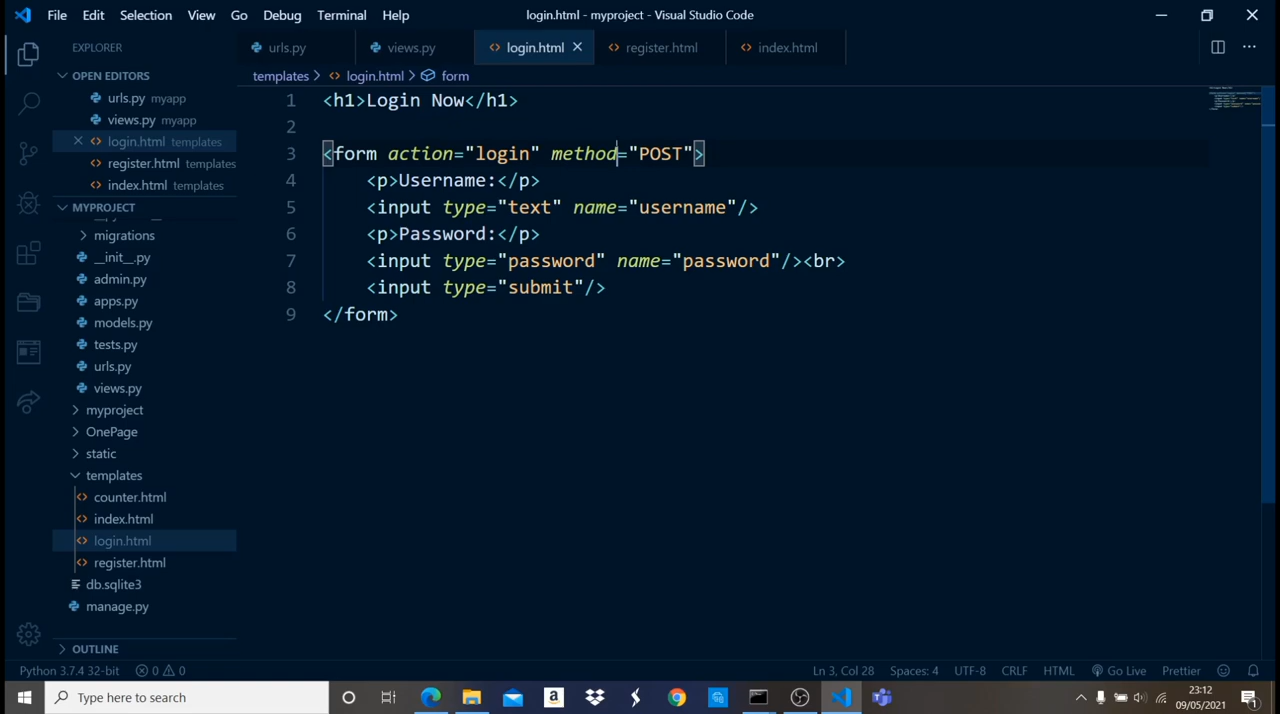 File Edit Selection View Go Debug Terminal Help login.html - myproject - Visual Studio Code
EXPLORER
OPEN EDITORS
urls.py myapp
views.py myapp
login.html templates
register.html templates
index.html templates
MYPROJECT
migrations
__init__.py
admin.py
apps.py
models.py
tests.py
urls.py
views.py
myproject
OnePage
static
templates
counter.html
index.html
login.html
register.html
db.sqlite3
manage.py
OUTLINE
urls.py views.py login.html register.html index.html
templates > login.html > form
1 <h1>Login Now</h1>
2
3 <form action="login" method="POST">
4 <p>Username:</p>
5 <input type="text" name="username"/>
6 <p>Password:</p>
7 <input type="password" name="password"/><br>
8 <input type="submit"/>
9 </form>
Python 3.7.4 32-bit 0 0 Ln 3, Col 28 Spaces: 4 UTF-8 CRLF HTML Go Live Prettier
Type here to search
23:12
09/05/2021
1